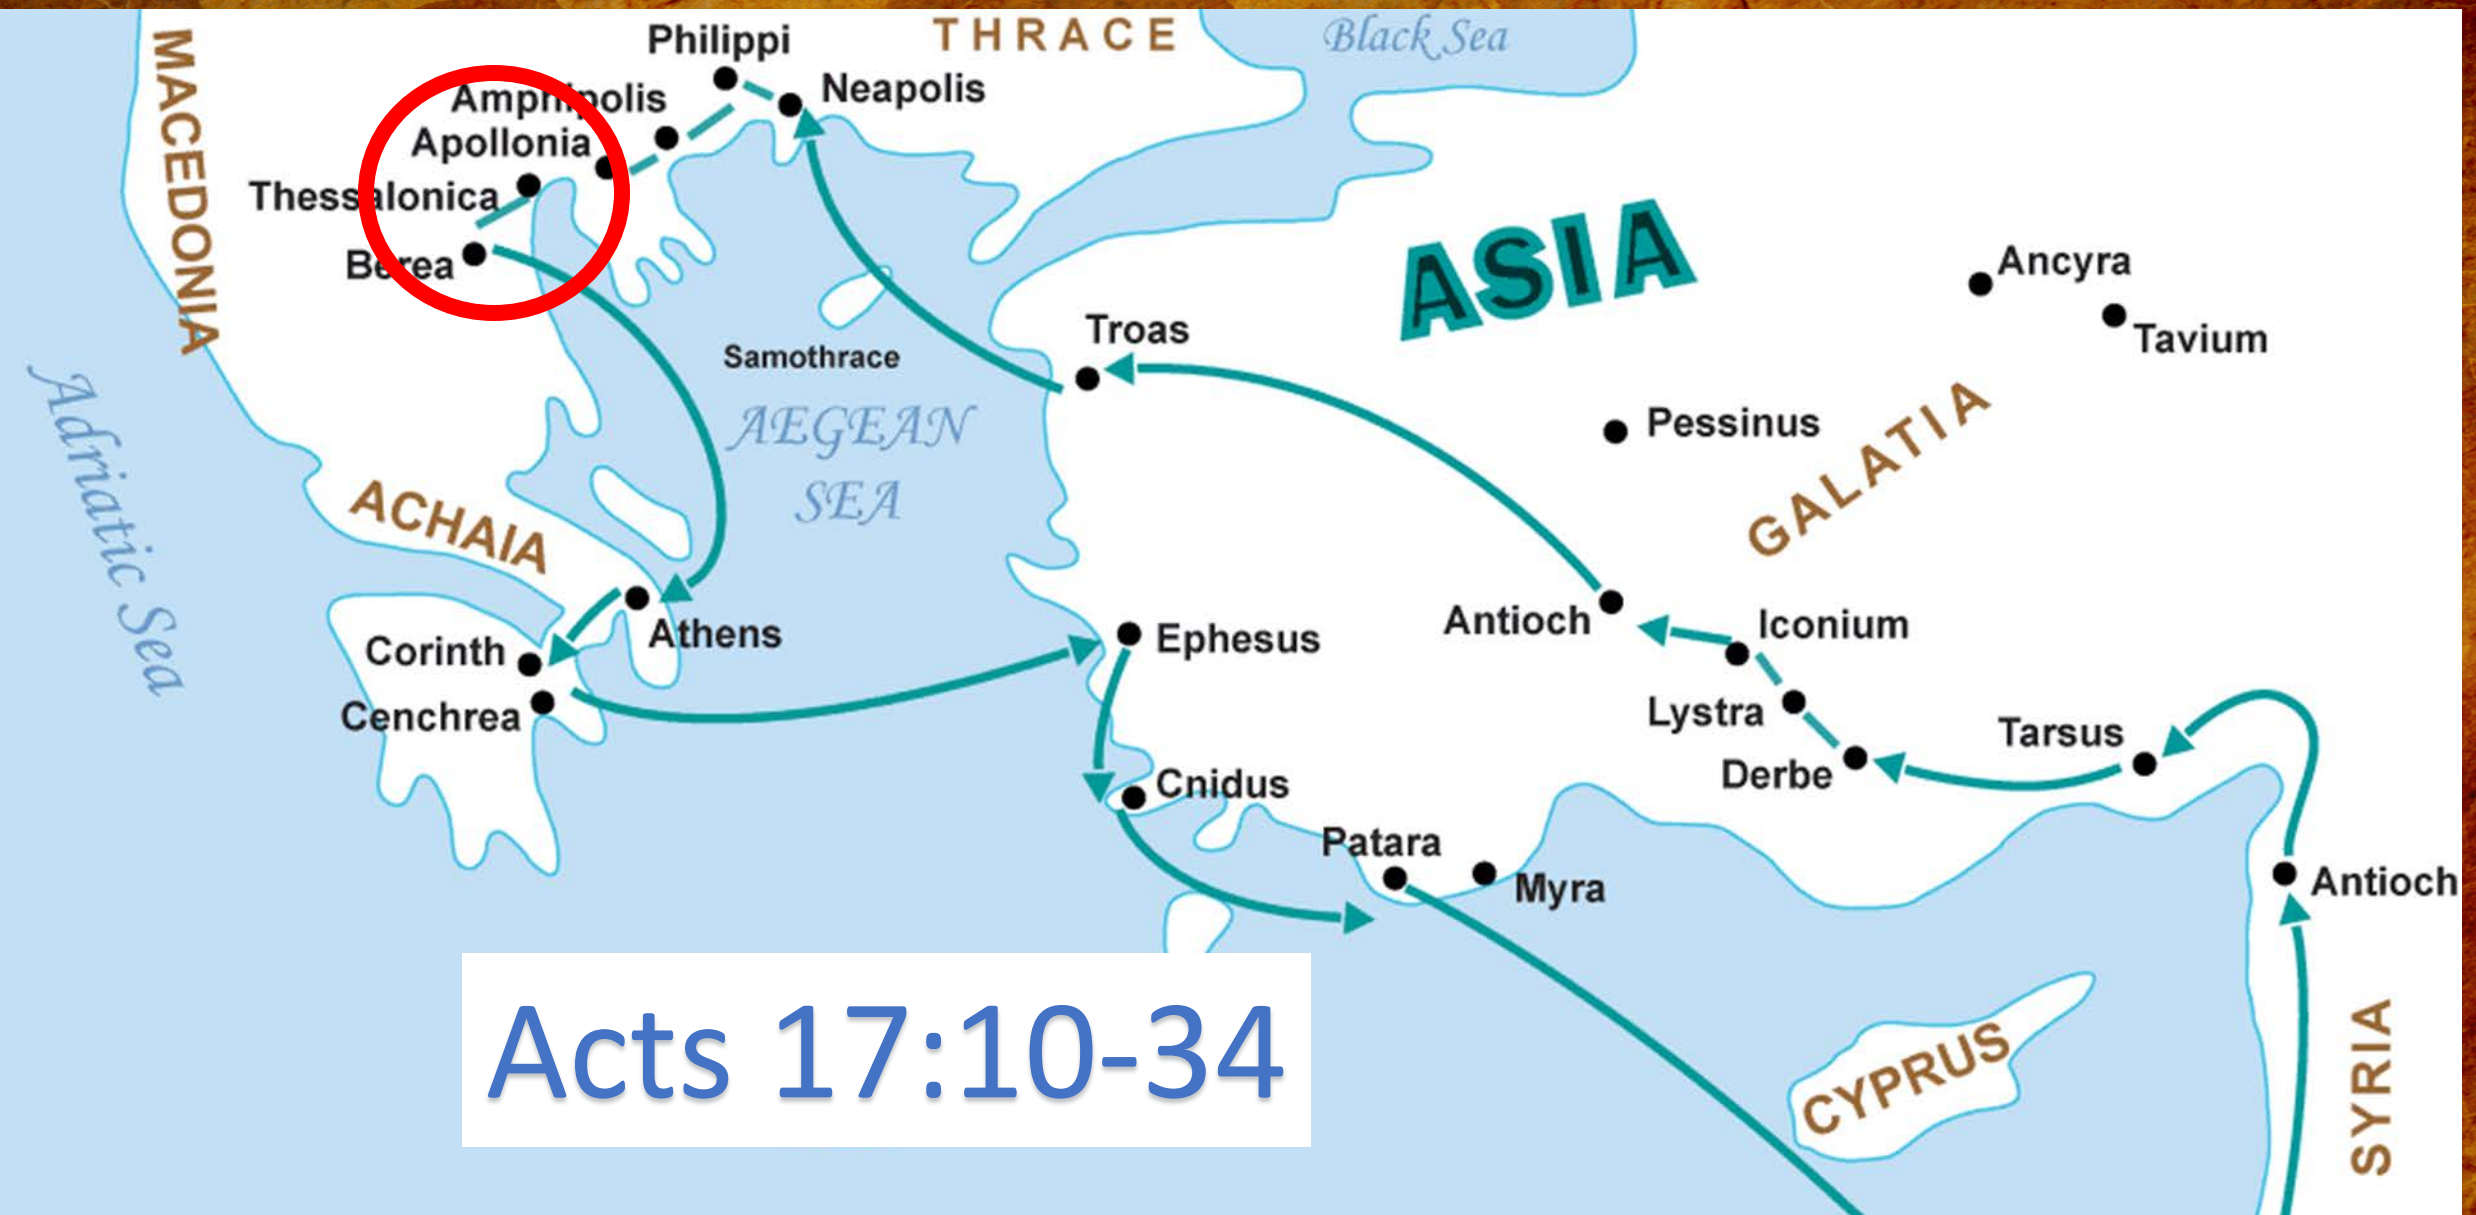 THRACE
Black Sea
Philippi
Neapolis
Amphipolis
Apollonia
Thessalonica
Berea
MACEDONIA
ASIA
Ancyra
Tavium
Troas
Samothrace
AEGEAN
SEA
Pessinus
GALATIA
Adriatic Sea
ACHAIA
Athens
Corinth
Cenchrea
Ephesus
Antioch
Iconium
Lystra
Derbe
Tarsus
Cnidus
Patara
Myra
Antioch
Acts 17:10-34
CYPRUS
SYRIA